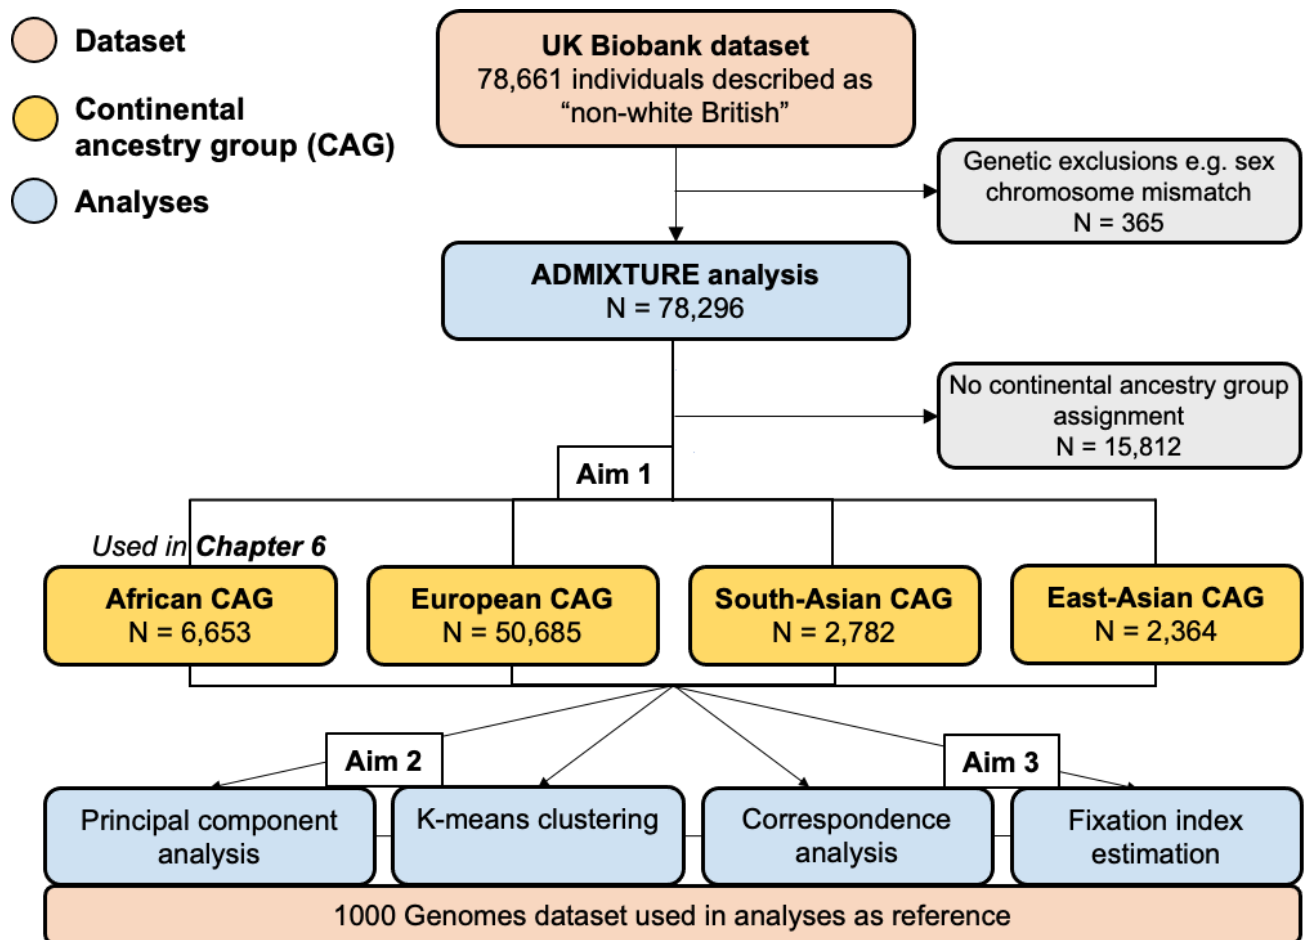 Dataset
Continental
ancestry group (CAG)
Analyses
UK Biobank dataset
78,661 individuals described as
“non-white British”
Genetic exclusions e.g. sex
chromosome mismatch
N = 365
ADMIXTURE analysis
N = 78,296
No continental ancestry group
assignment
N = 15,812
Aim 1
Used in Chapter 6
African CAG
N = 6,653
European CAG
N = 50,685
South-Asian CAG
N = 2,782
East-Asian CAG
N = 2,364
Aim 2
Aim 3
Principal component
analysis
K-means clustering
Correspondence
analysis
Fixation index
estimation
1000 Genomes dataset used in analyses as reference